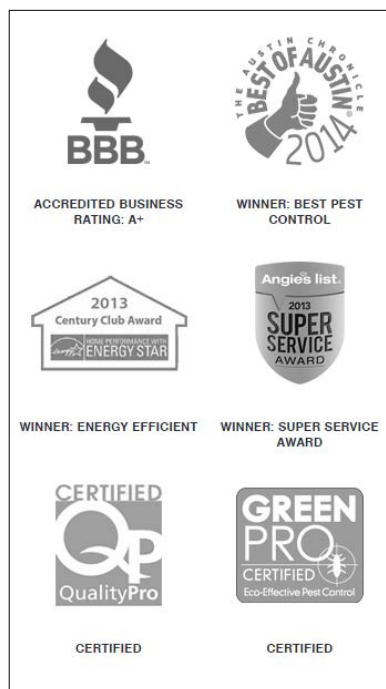 BBB
ACCREDITED BUSINESS
RATING: A+
THE AUSTIN CHRONICLE
BEST OF AUSTIN
2014
WINNER: BEST PEST
CONTROL
2013
Century Club Award
HOME PERFORMANCE WITH
ENERGY STAR
WINNER: ENERGY EFFICIENT
Angie's list
2013
SUPER
SERVICE
AWARD
WINNER: SUPER SERVICE
AWARD
CERTIFIED
QP
QualityPro
CERTIFIED
GREEN
PRO
CERTIFIED
Eco-Effective Pest Control
CERTIFIED